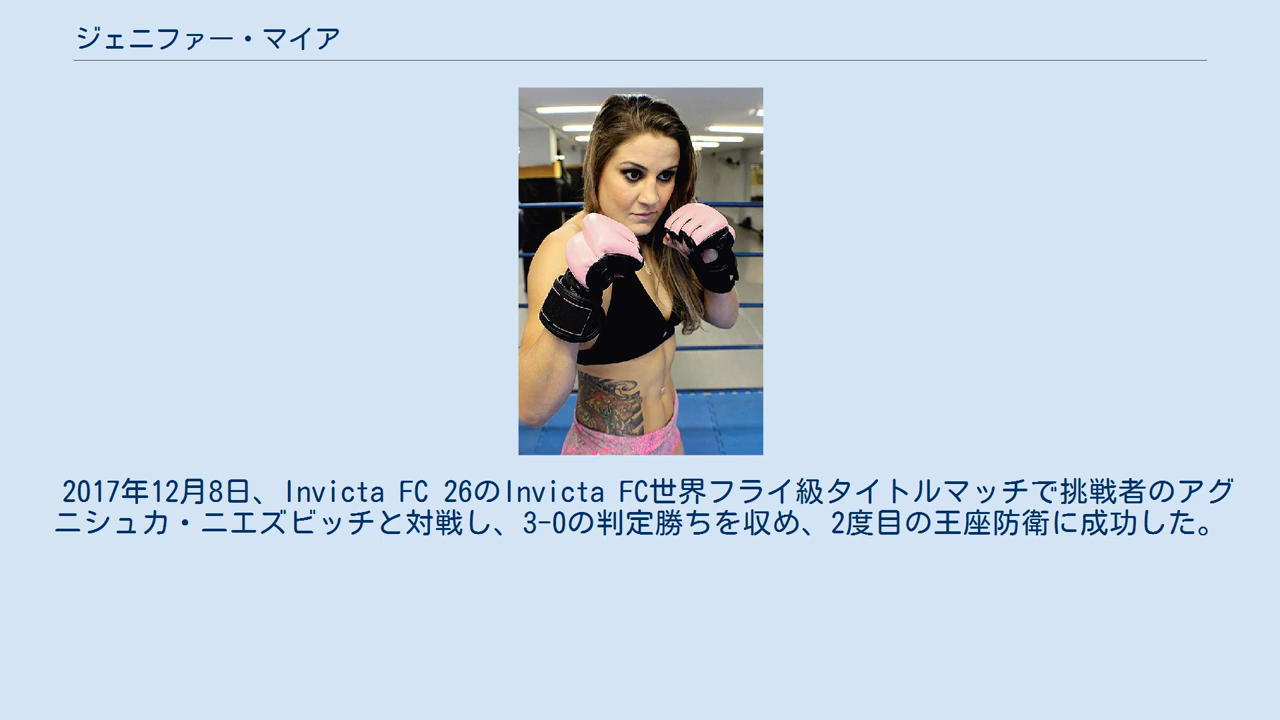 ジェニファー・マイア
2017年12月8日、Invicta FC 26のInvicta FC世界フライ級タイトルマッチで挑戦者のアグ
ニシュカ・ニエズビッチと対戦し、3-0の判定勝ちを収め、2度目の王座防衛に成功した。